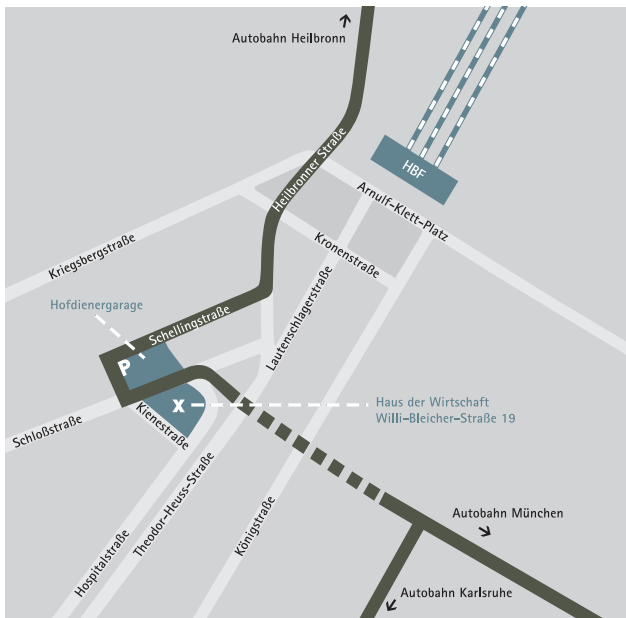 Autobahn Heilbronn
HBF
Heilbronner Straße
Arnulf-Klett-Platz
Kriegsbergstraße
Kronenstraße
Hofdienergarage
Schellingstraße
Lautenschlagerstraße
P
X
Haus der Wirtschaft
Willi-Bleicher-Straße 19
Schloßstraße
Kienestraße
Hospitalstraße
Theodor-Heuss-Straße
Königstraße
Autobahn München
Autobahn Karlsruhe